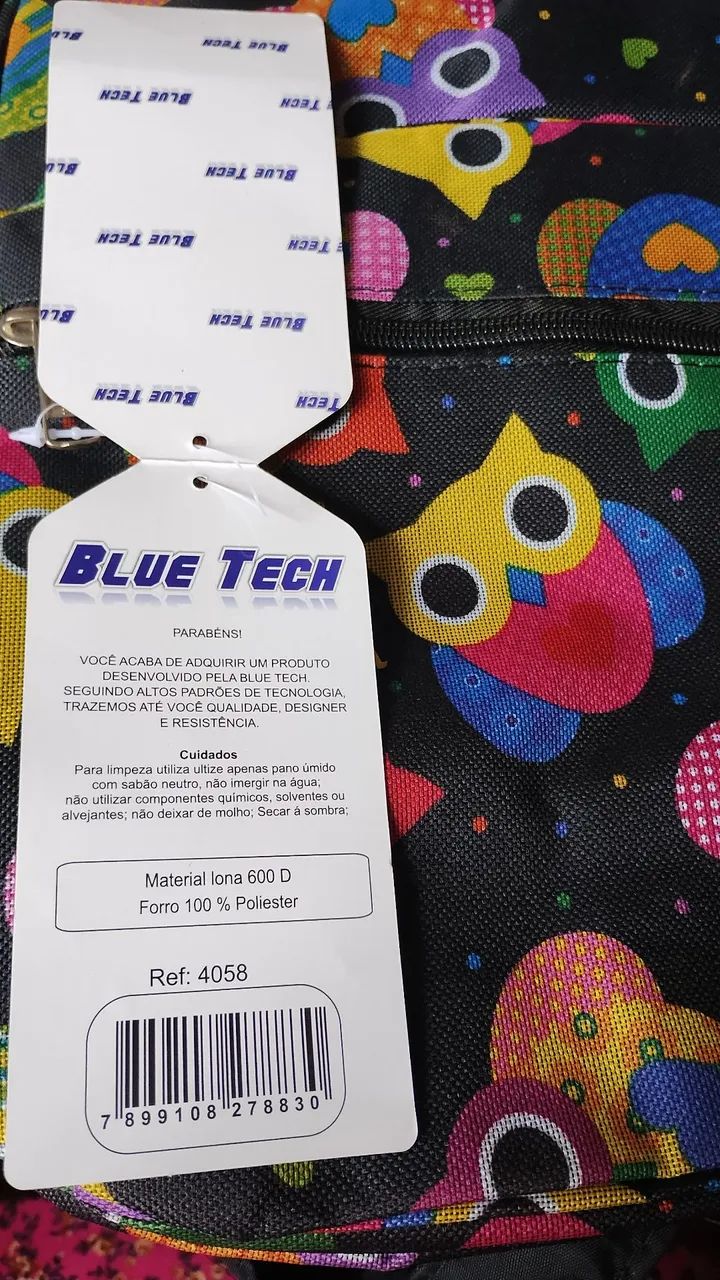 BLUE TECH
BLUE TECH
BLUE TECH
BLUE TECH
BLUE TECH
BLUE TECH
BLUE TECH
BLUE TECH
PARABÉNS!
VOCÊ ACABA DE ADQUIRIR UM PRODUTO
DESENVOLVIDO PELA BLUE TECH.
SEGUINDO ALTOS PADRÕES DE TECNOLOGIA,
TRAZEMOS ATÉ VOCÊ QUALIDADE, DESIGNER
E RESISTÊNCIA.
Cuidados
Para limpeza utiliza ultize apenas pano úmido
com sabão neutro, não imergir na água;
não utilizar componentes químicos, solventes ou
alvejantes; não deixar de molho; Secar á sombra;
Material lona 600 D
Forro 100 % Poliester
Ref: 4058
7 899108 278830